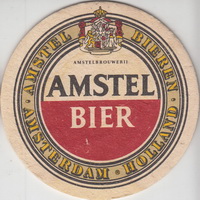 AMSTEL BIEREN
AMSTELBROUWERIJ
AMSTEL
BIER
AMSTERDAM · HOLLAND